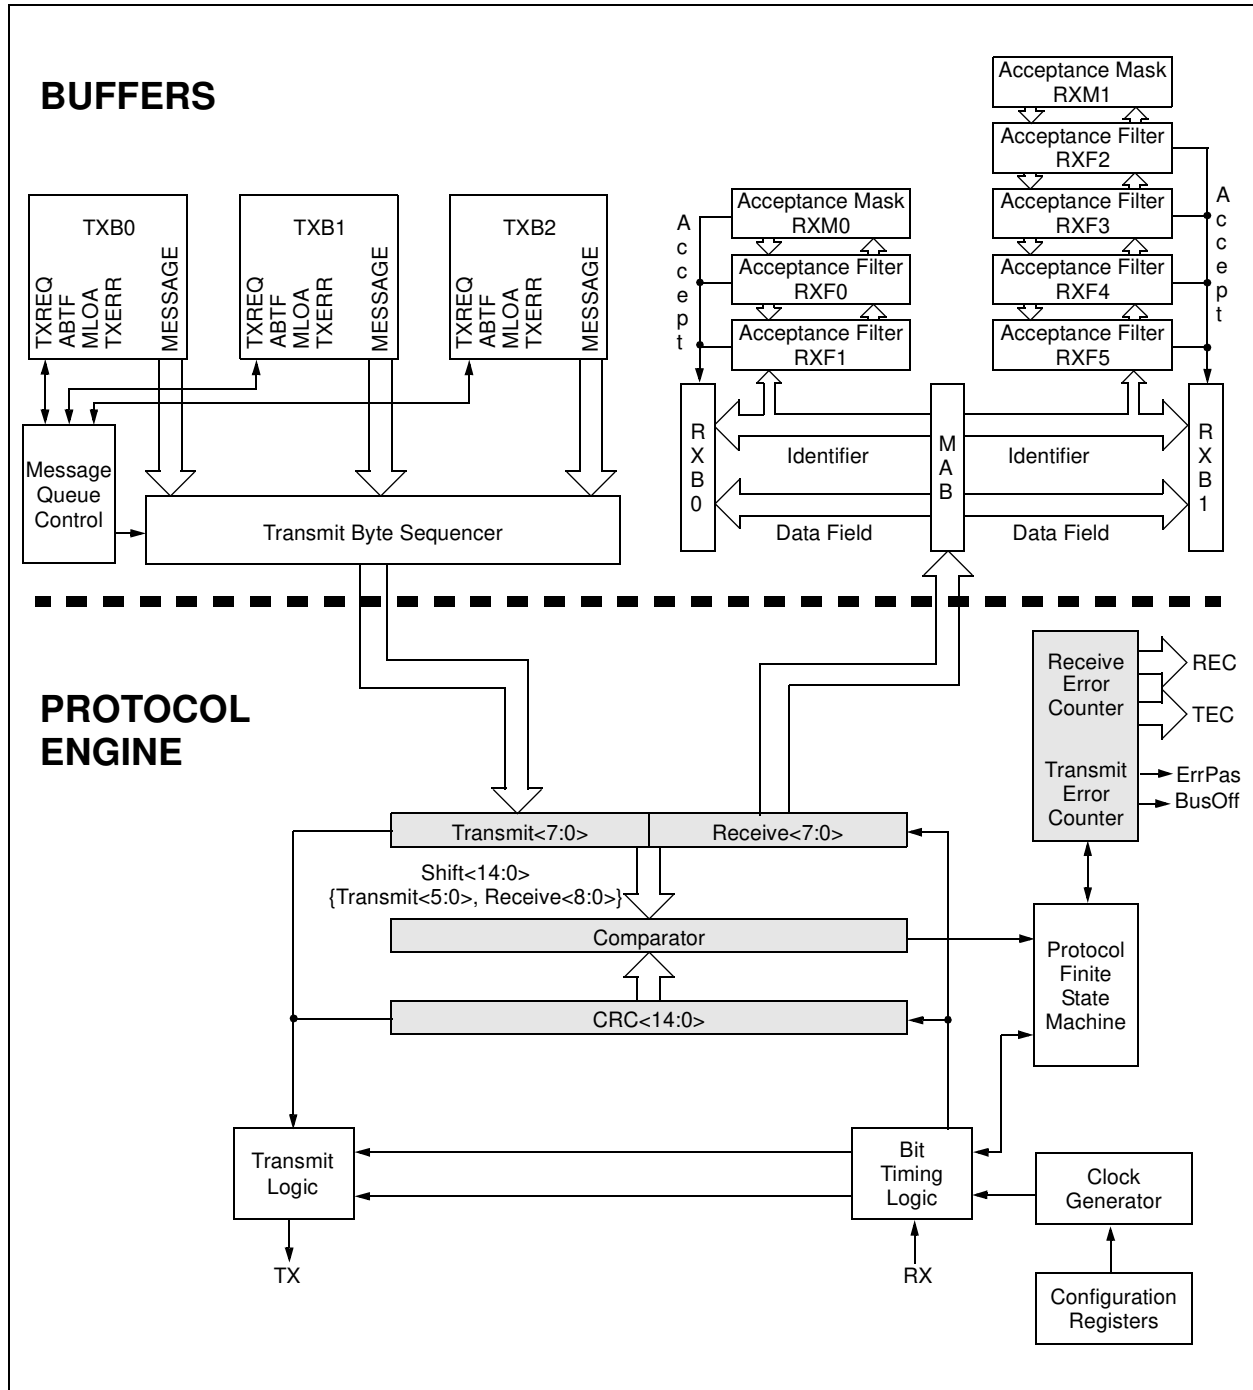 BUFFERS
TXB0
TXREQ
ABTF
MLOA
TXERR
MESSAGE
TXB1
TXREQ
ABTF
MLOA
TXERR
MESSAGE
TXB2
TXREQ
ABTF
MLOA
TXERR
MESSAGE
Message
Queue
Control
Transmit Byte Sequencer
Accept
Acceptance Mask
RXM0
Acceptance Filter
RXF0
Acceptance Filter
RXF1
Acceptance Mask
RXM1
Acceptance Filter
RXF2
Acceptance Filter
RXF3
Acceptance Filter
RXF4
Acceptance Filter
RXF5
Accept
RXB0
Identifier
Data Field
MAB
Identifier
Data Field
RXB1
PROTOCOL
ENGINE
Receive
Error
Counter
Transmit
Error
Counter
REC
TEC
ErrPas
BusOff
Transmit<7:0>
Receive<7:0>
Shift<14:0>
{Transmit<5:0>, Receive<8:0>}
Comparator
CRC<14:0>
Protocol
Finite
State
Machine
Transmit
Logic
Bit
Timing
Logic
Clock
Generator
TX
RX
Configuration
Registers